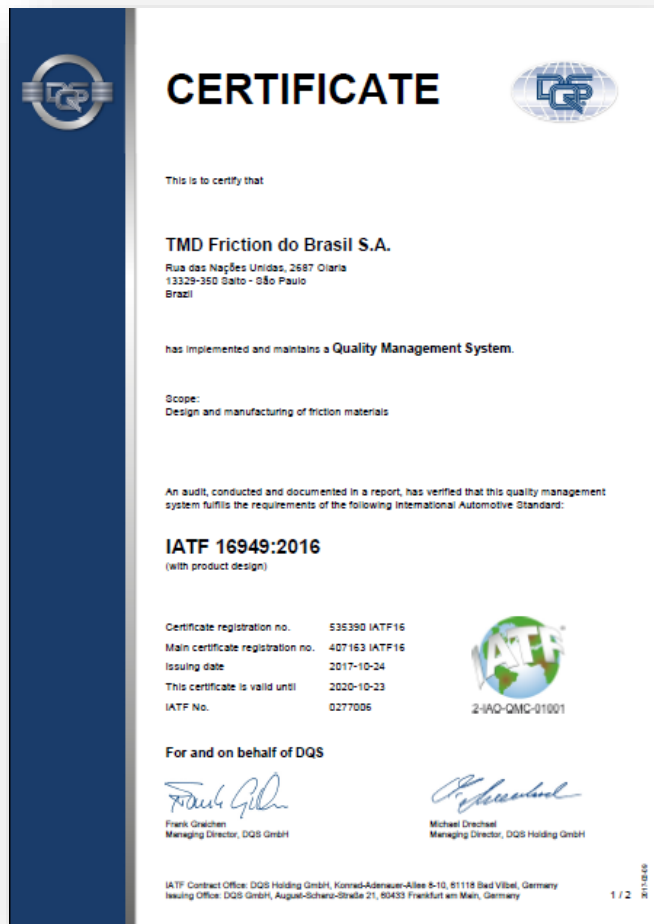 DQS
CERTIFICATE
DQS
This is to certify that
TMD Friction do Brasil S.A.
Rua das Nações Unidas, 2687 Olaria
13329-350 Salto - São Paulo
Brazil
has implemented and maintains a Quality Management System.
Scope:
Design and manufacturing of friction materials
An audit, conducted and documented in a report, has verified that this quality management
system fulfills the requirements of the following International Automotive Standard:
IATF 16949:2016
(with product design)
Certificate registration no. 535390 IATF16
Main certificate registration no. 407163 IATF16
Issuing date 2017-10-24
This certificate is valid until 2020-10-23
IATF No. 0277006
IATF
2-IAO-QMC-01001
For and on behalf of DQS
Frank Graichen
Managing Director, DQS GmbH
Michael Drechsel
Managing Director, DQS Holding GmbH
IATF Contract Office: DQS Holding GmbH, Konrad-Adenauer-Allee 8-10, 61118 Bad Vilbel, Germany
Issuing Office: DQS GmbH, August-Schanz-Straße 21, 60433 Frankfurt am Main, Germany
1 / 2